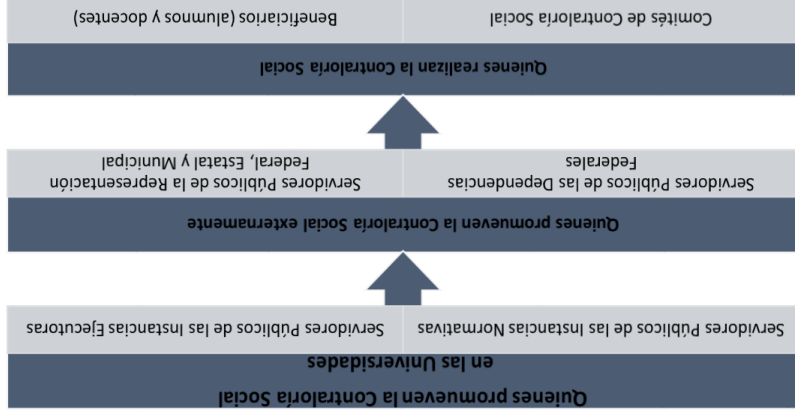 Quienes promueven la Contraloría Social
en las Universidades
Servidores Públicos de las Instancias Normativas
Servidores Públicos de las Instancias Ejecutoras
Quienes promueven la Contraloría Social externamente
Servidores Públicos de las Dependencias
Federales
Servidores Públicos de la Representación
Federal, Estatal y Municipal
Quienes realizan la Contraloría Social
Comités de Contraloría Social
Beneficiarios (alumnos y docentes)